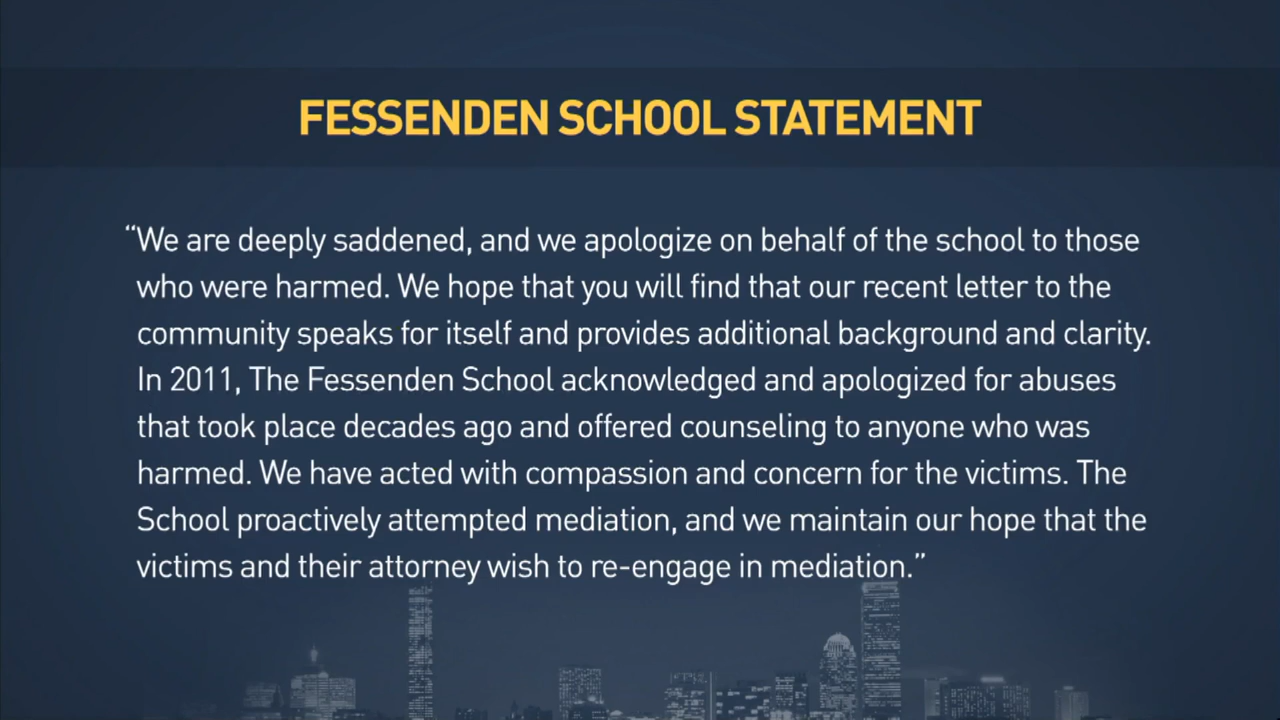 FESSENDEN SCHOOL STATEMENT
“We are deeply saddened, and we apologize on behalf of the school to those
who were harmed. We hope that you will find that our recent letter to the
community speaks for itself and provides additional background and clarity.
In 2011, The Fessenden School acknowledged and apologized for abuses
that took place decades ago and offered counseling to anyone who was
harmed. We have acted with compassion and concern for the victims. The
School proactively attempted mediation, and we maintain our hope that the
victims and their attorney wish to re-engage in mediation.”